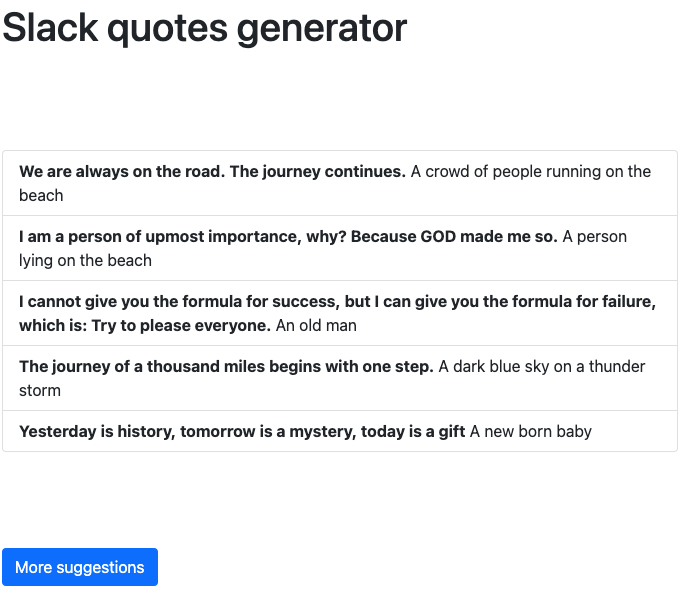 Slack quotes generator
We are always on the road. The journey continues. A crowd of people running on the
beach
I am a person of upmost importance, why? Because GOD made me so. A person
lying on the beach
I cannot give you the formula for success, but I can give you the formula for failure,
which is: Try to please everyone. An old man
The journey of a thousand miles begins with one step. A dark blue sky on a thunder
storm
Yesterday is history, tomorrow is a mystery, today is a gift A new born baby
More suggestions